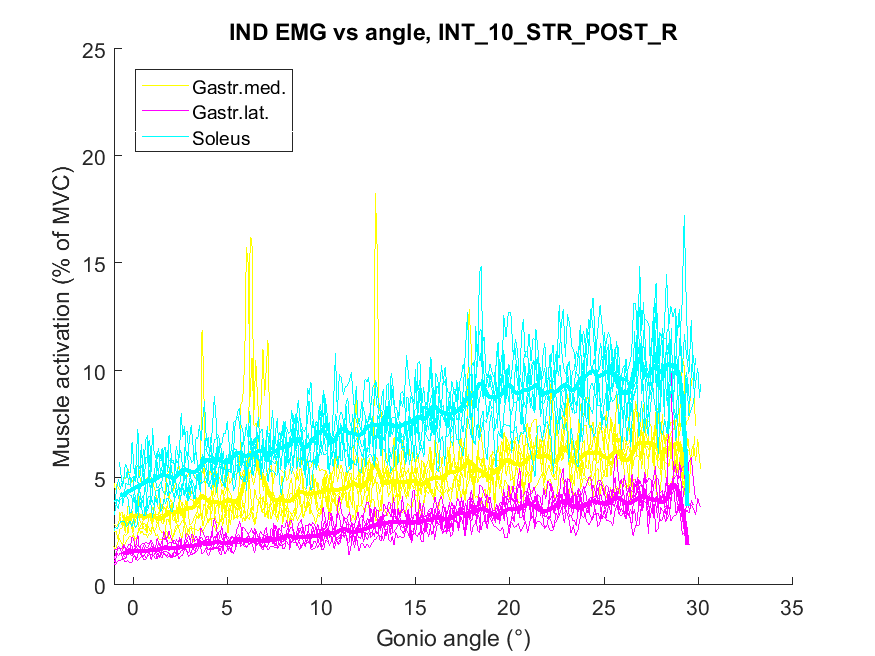 IND EMG vs angle, INT_10_STR_POST_R
25
20
15
10
5
0
Muscle activation (% of MVC)
Gastr.med.
Gastr.lat.
Soleus
0 5 10 15 20 25 30 35
Gonio angle (°)